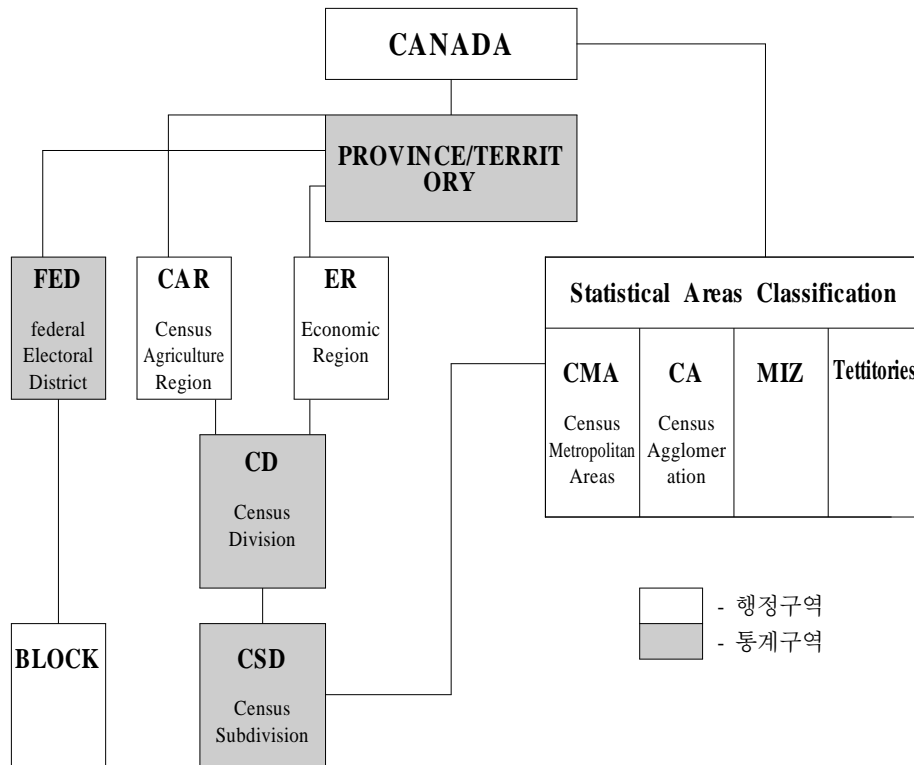 CANADA
PROVINCE/TERRIT
ORY
FED
federal
Electoral
District
CAR
Census
Agriculture
Region
ER
Economic
Region
Statistical Areas Classification
CMA
Census
Metropolitan
Areas
CA
Census
Agglomer
ation
MIZ
Tettitories
CD
Census
Division
BLOCK
CSD
Census
Subdivision
- 행정구역
- 통계구역